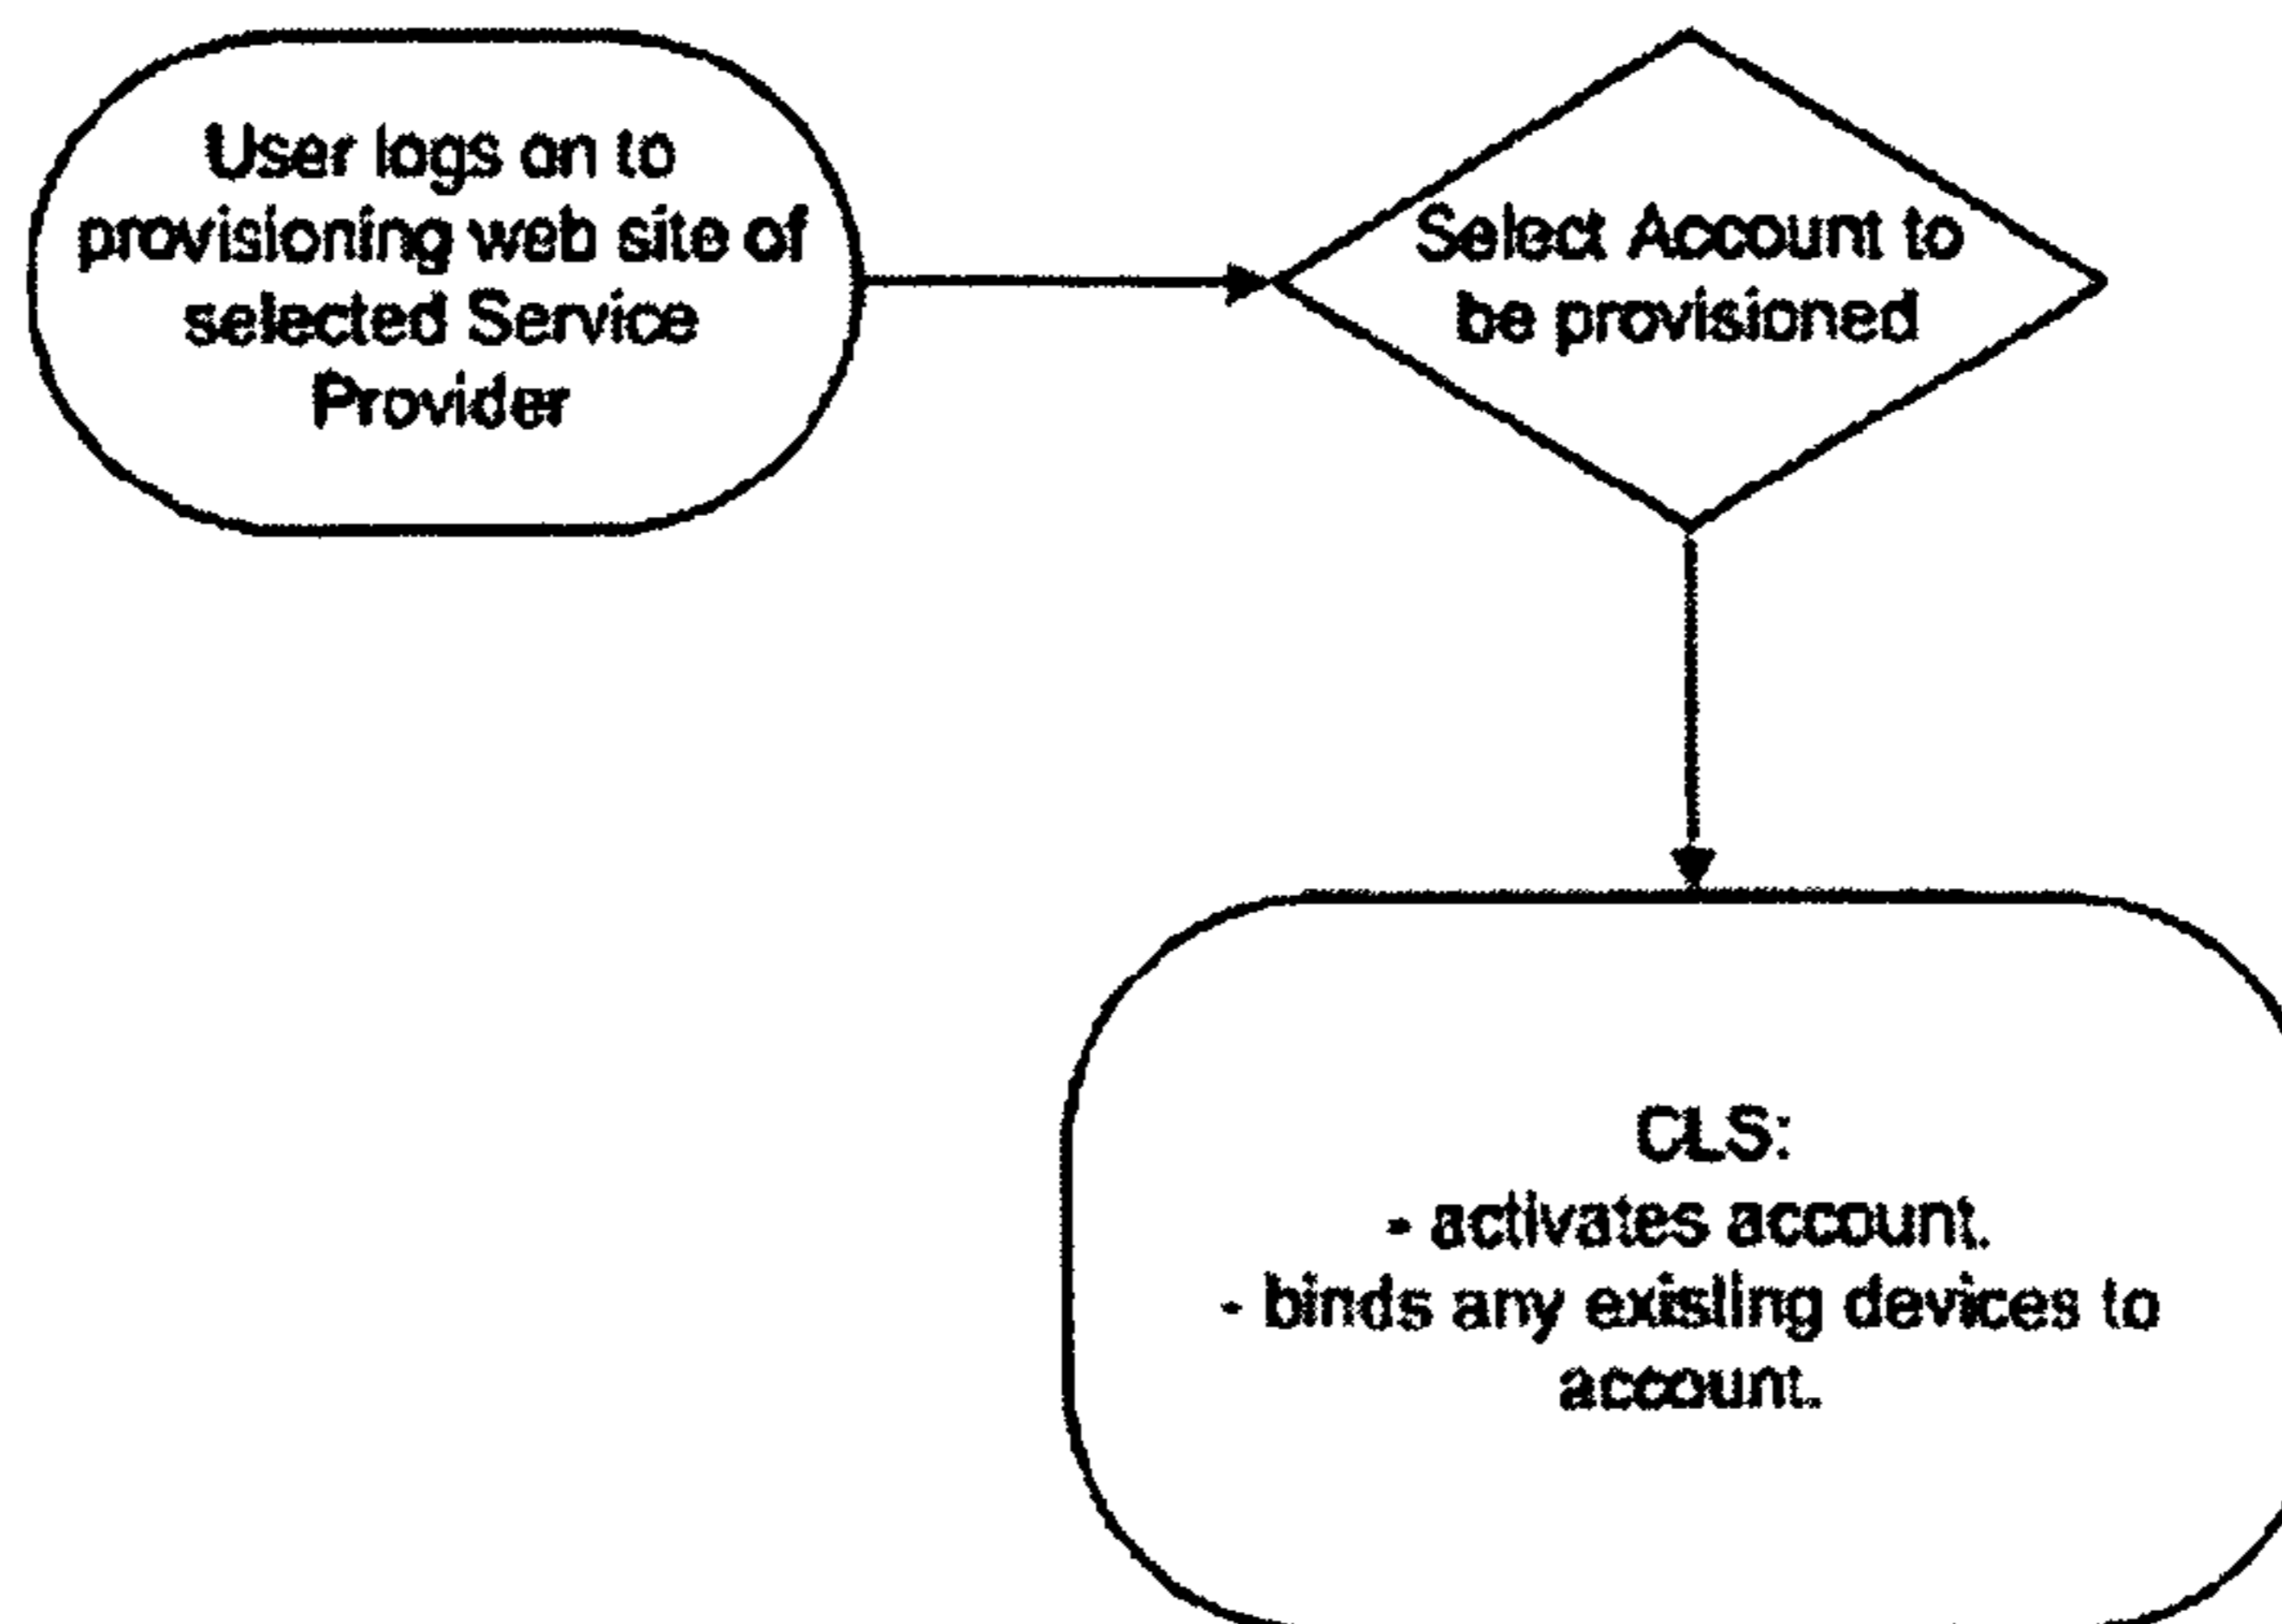 User logs on to
provisioning web site of
selected Service
Provider
Select Account to
be provisioned
CLS:
- activates account.
- binds any existing devices to
account.